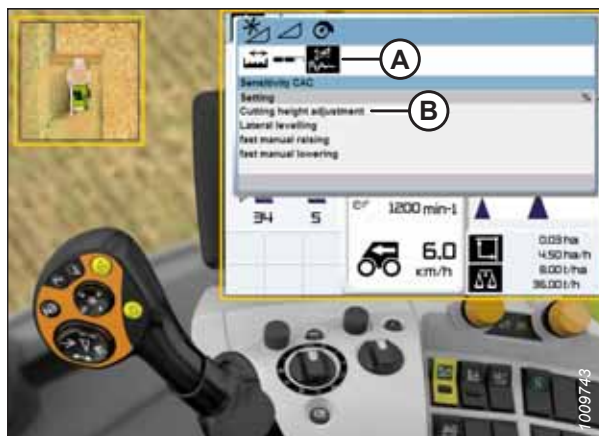 A
Sensitivity CAC
Setting %
Cutting height adjustment
B
Lateral levelling
fast manual raising
fast manual lowering
34 5
1200 min-1
6.0
km/h
0.03 ha
4.50 ha/h
8.00 t/ha
36.00 t/h
1009743